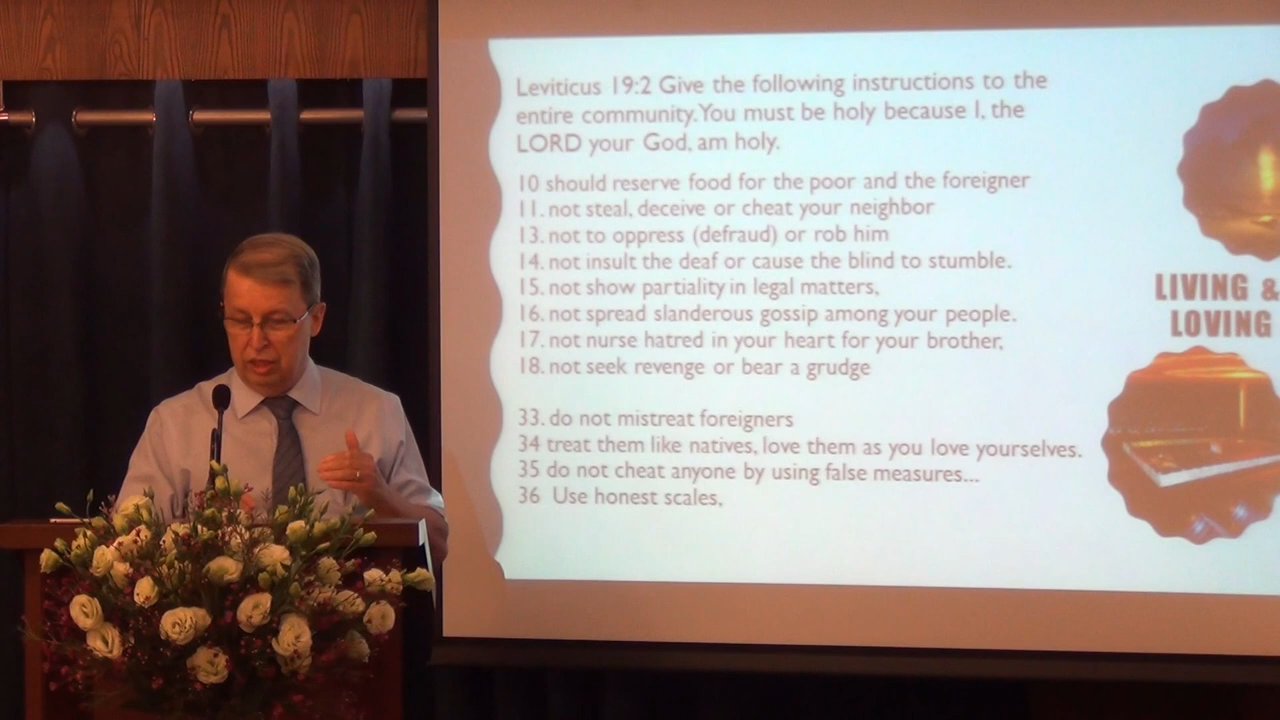 Leviticus 19:2 Give the following instructions to the
entire community. You must be holy because I, the
LORD your God, am holy.
10 should reserve food for the poor and the foreigner
11. not steal, deceive or cheat your neighbor
13. not to oppress (defraud) or rob him
14. not insult the deaf or cause the blind to stumble.
15. not show partiality in legal matters,
16. not spread slanderous gossip among your people.
17. not nurse hatred in your heart for your brother,
18. not seek revenge or bear a grudge
33. do not mistreat foreigners
34 treat them like natives, love them as you love yourselves.
35 do not cheat anyone by using false measures...
36 Use honest scales,
LIVING &
LOVING